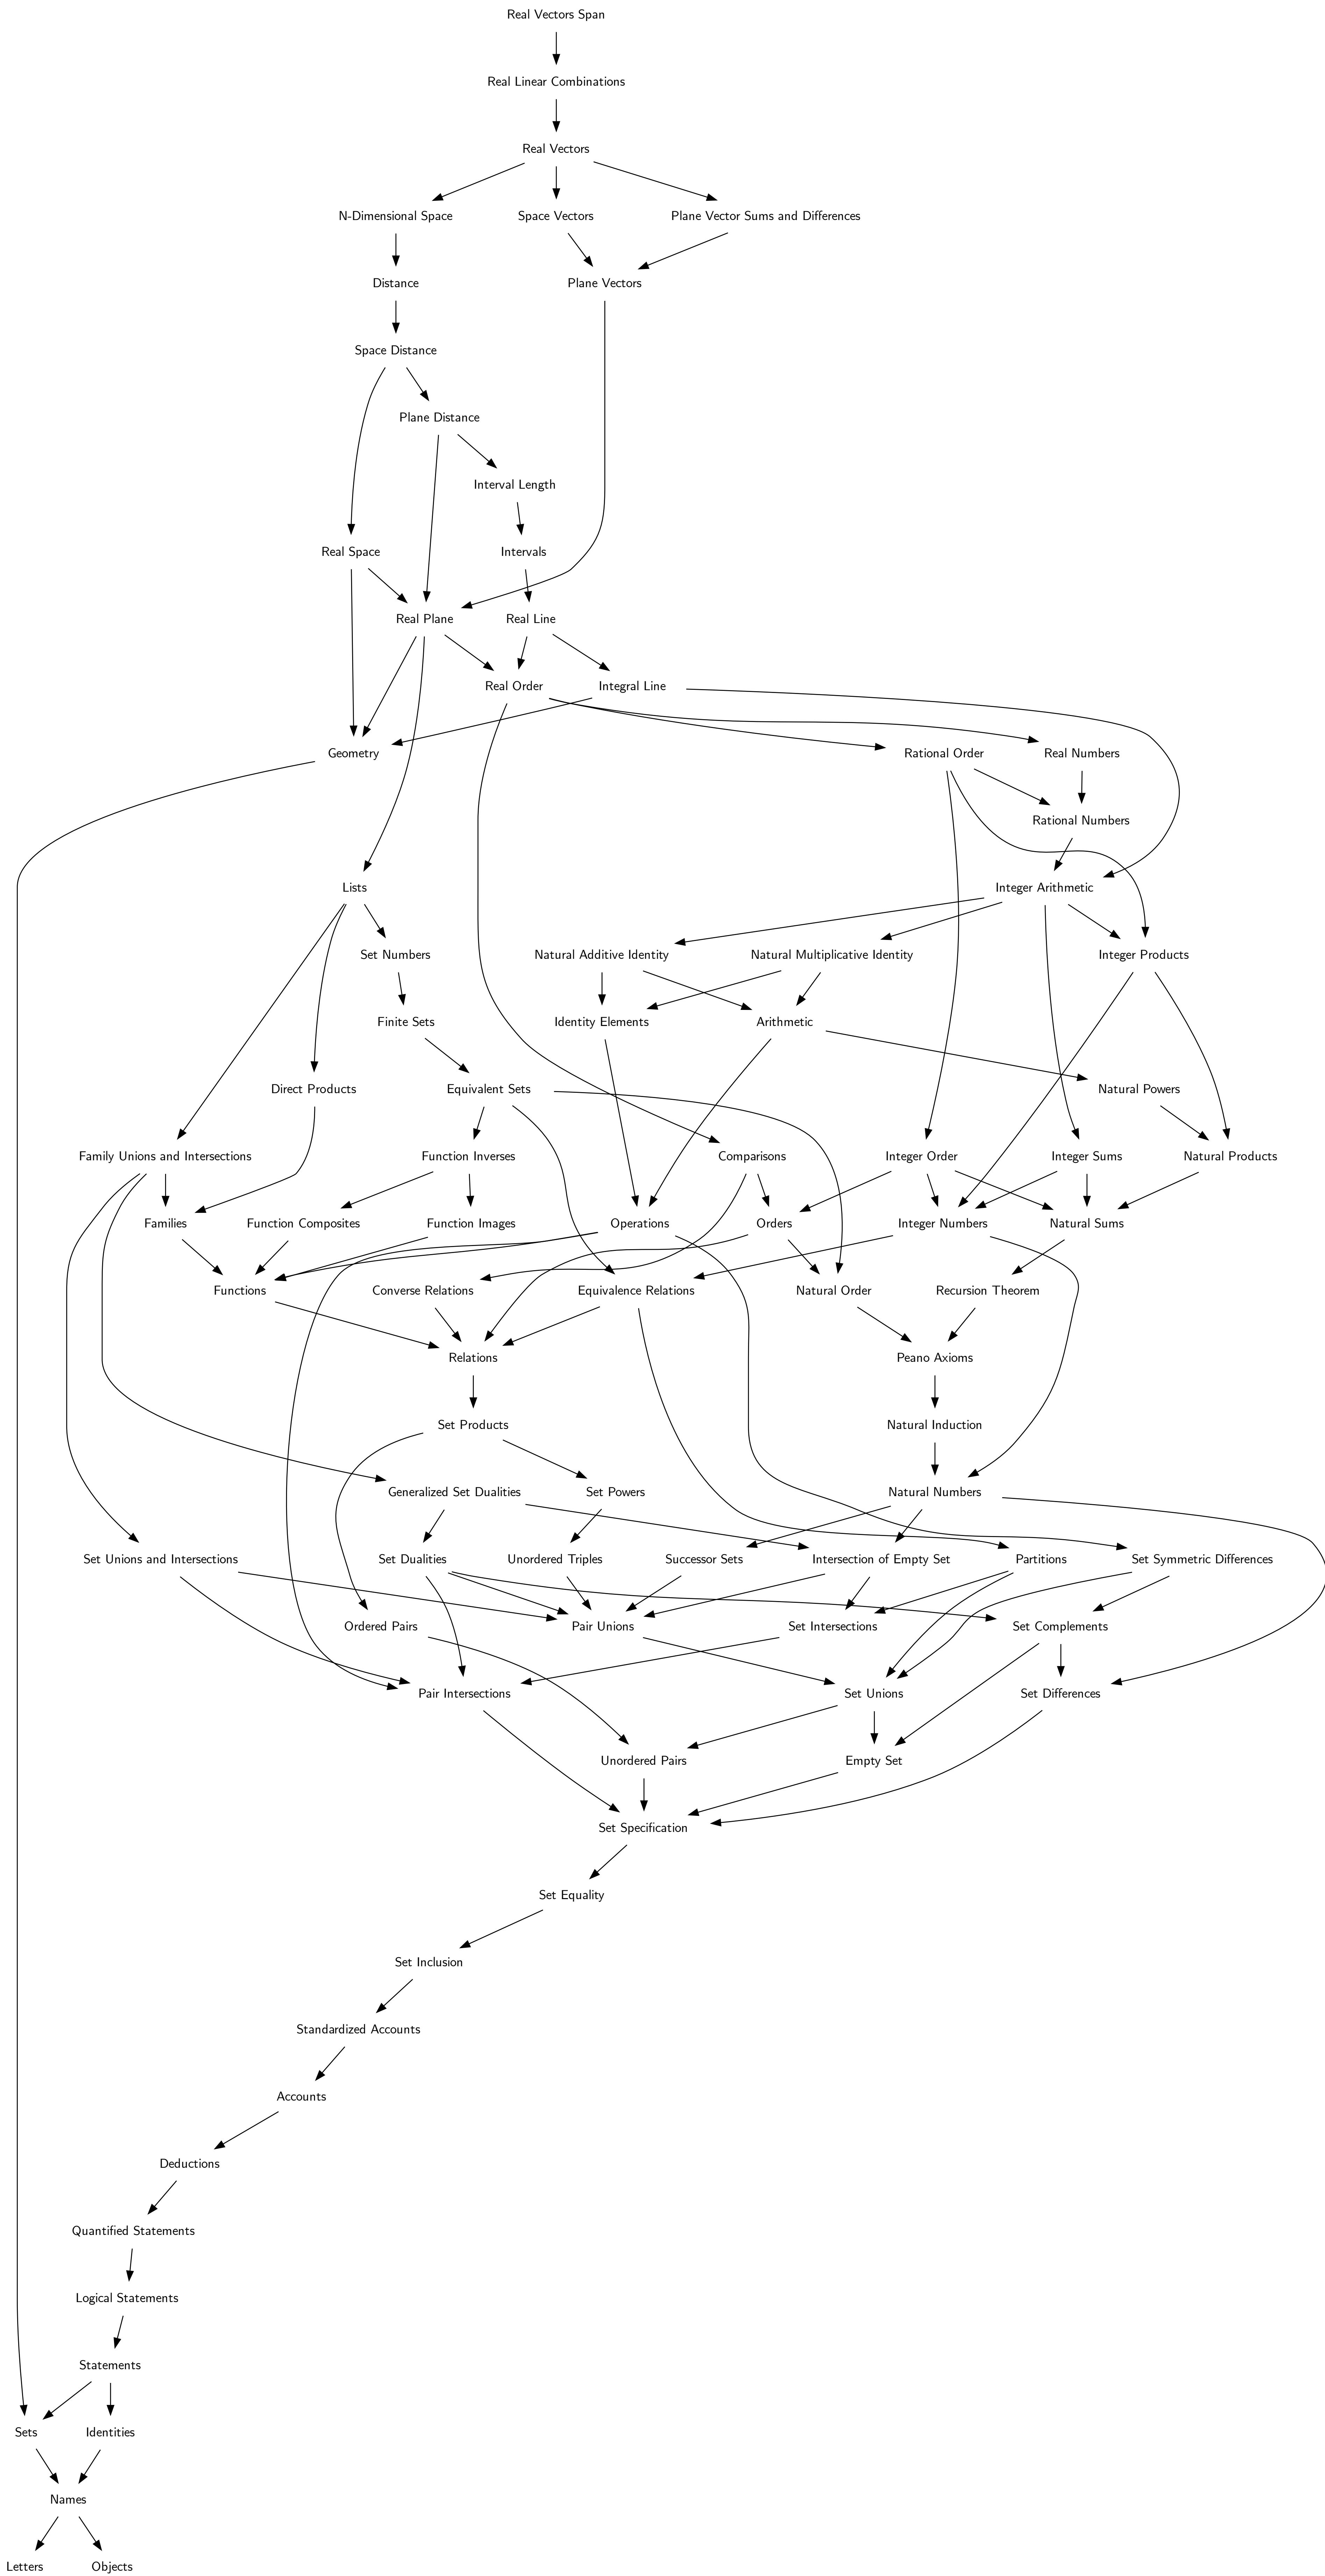 Real Vectors Span
Real Linear Combinations
Real Vectors
N-Dimensional Space
Space Vectors
Plane Vector Sums and Differences
Distance
Plane Vectors
Space Distance
Plane Distance
Interval Length
Real Space
Intervals
Real Plane
Real Line
Real Order
Integral Line
Geometry
Rational Order
Real Numbers
Rational Numbers
Lists
Integer Arithmetic
Set Numbers
Natural Additive Identity
Natural Multiplicative Identity
Integer Products
Finite Sets
Identity Elements
Arithmetic
Direct Products
Equivalent Sets
Natural Powers
Family Unions and Intersections
Function Inverses
Comparisons
Integer Order
Integer Sums
Natural Products
Families
Function Composites
Function Images
Operations
Orders
Integer Numbers
Natural Sums
Functions
Converse Relations
Equivalence Relations
Natural Order
Recursion Theorem
Relations
Peano Axioms
Set Products
Natural Induction
Generalized Set Dualities
Set Powers
Natural Numbers
Set Unions and Intersections
Set Dualities
Unordered Triples
Successor Sets
Intersection of Empty Set
Partitions
Set Symmetric Differences
Ordered Pairs
Pair Unions
Set Intersections
Set Complements
Pair Intersections
Set Unions
Set Differences
Unordered Pairs
Empty Set
Set Specification
Set Equality
Set Inclusion
Standardized Accounts
Accounts
Deductions
Quantified Statements
Logical Statements
Statements
Sets
Identities
Names
Letters
Objects